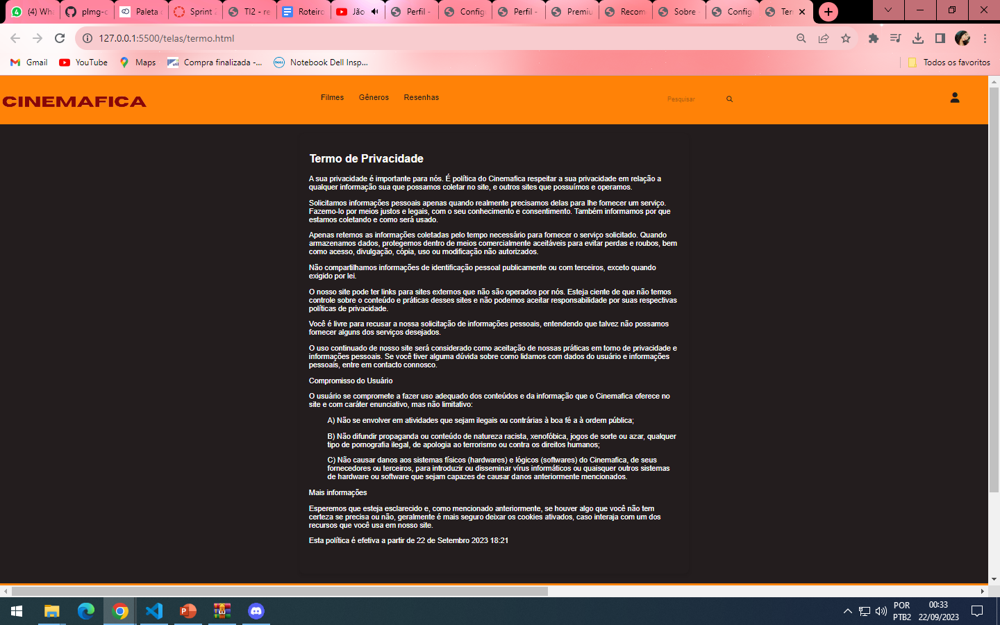 (4) Wha
plmg-c
Paleta d
Sprint 2
TI2 - re
Roteiro
Jão
Perfil -
Config
Perfil -
Premiu
Recom
Sobre
Config
Ter
127.0.0.1:5500/telas/termo.html
Gmail
YouTube
Maps
Compra finalizada -...
Notebook Dell Insp...
Todos os favoritos
CINEMAFICA
Filmes
Gêneros
Resenhas
Pesquisar
Termo de Privacidade
A sua privacidade é importante para nós. É política do Cinemafica respeitar a sua privacidade em relação a
qualquer informação sua que possamos coletar no site, e outros sites que possuímos e operamos.
Solicitamos informações pessoais apenas quando realmente precisamos delas para lhe fornecer um serviço.
Fazemo-lo por meios justos e legais, com o seu conhecimento e consentimento. Também informamos por que
estamos coletando e como será usado.
Apenas retemos as informações coletadas pelo tempo necessário para fornecer o serviço solicitado. Quando
armazenamos dados, protegemos dentro de meios comercialmente aceitáveis para evitar perdas e roubos, bem
como acesso, divulgação, cópia, uso ou modificação não autorizados.
Não compartilhamos informações de identificação pessoal publicamente ou com terceiros, exceto quando
exigido por lei.
O nosso site pode ter links para sites externos que não são operados por nós. Esteja ciente de que não temos
controle sobre o conteúdo e práticas desses sites e não podemos aceitar responsabilidade por suas respectivas
políticas de privacidade.
Você é livre para recusar a nossa solicitação de informações pessoais, entendendo que talvez não possamos
fornecer alguns dos serviços desejados.
O uso continuado de nosso site será considerado como aceitação de nossas práticas em torno de privacidade e
informações pessoais. Se você tiver alguma dúvida sobre como lidamos com dados do usuário e informações
pessoais, entre em contacto connosco.
Compromisso do Usuário
O usuário se compromete a fazer uso adequado dos conteúdos e da informação que o Cinemafica oferece no
site e com caráter enunciativo, mas não limitativo:
A) Não se envolver em atividades que sejam ilegais ou contrárias à boa fé a à ordem pública;
B) Não difundir propaganda ou conteúdo de natureza racista, xenofóbica, jogos de sorte ou azar, qualquer
tipo de pornografia ilegal, de apologia ao terrorismo ou contra os direitos humanos;
C) Não causar danos aos sistemas físicos (hardwares) e lógicos (softwares) do Cinemafica, de seus
fornecedores ou terceiros, para introduzir ou disseminar vírus informáticos ou quaisquer outros sistemas
de hardware ou software que sejam capazes de causar danos anteriormente mencionados.
Mais informações
Esperemos que esteja esclarecido e, como mencionado anteriormente, se houver algo que você não tem
certeza se precisa ou não, geralmente é mais seguro deixar os cookies ativados, caso interaja com um dos
recursos que você usa em nosso site.
Esta política é efetiva a partir de 22 de Setembro 2023 18:21
POR
PTB2
00:33
22/09/2023